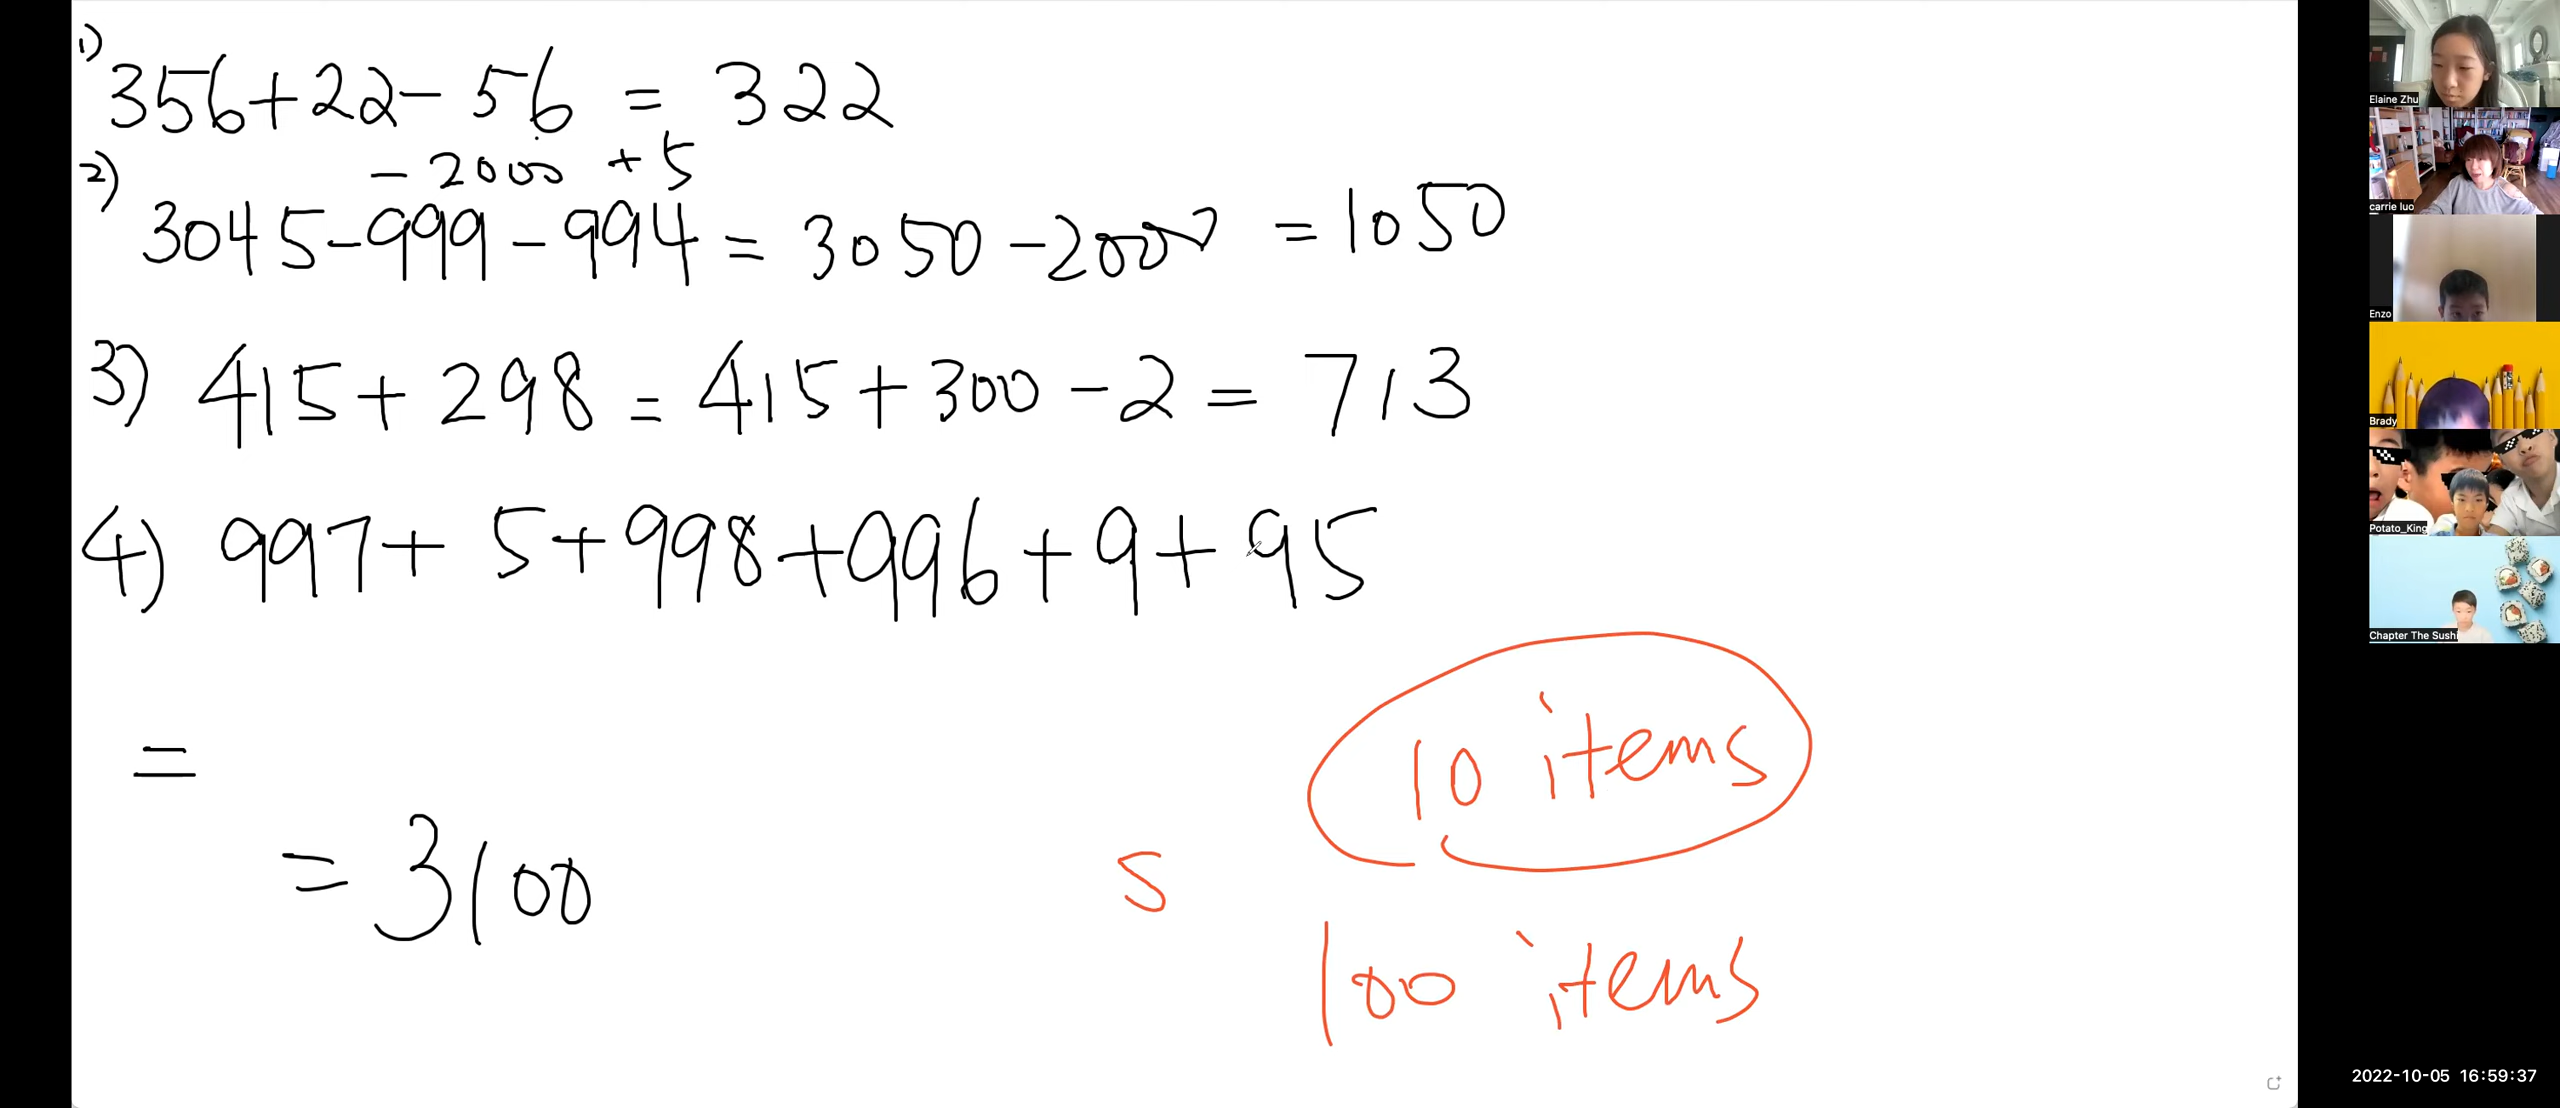 1)
356+22-56 = 322
-2000 +5
2)
3045-999-994 = 3050-2000 =1050
3) 415+298 = 415+300-2 = 713
4) 997+ 5+998+996+9+95
=
= 3100
10 items
5
100 items
Elaine Zhu
carrie luo
Enzo
Brady
Potato_King
Chapter The Sushi
2022-10-05 16:59:37